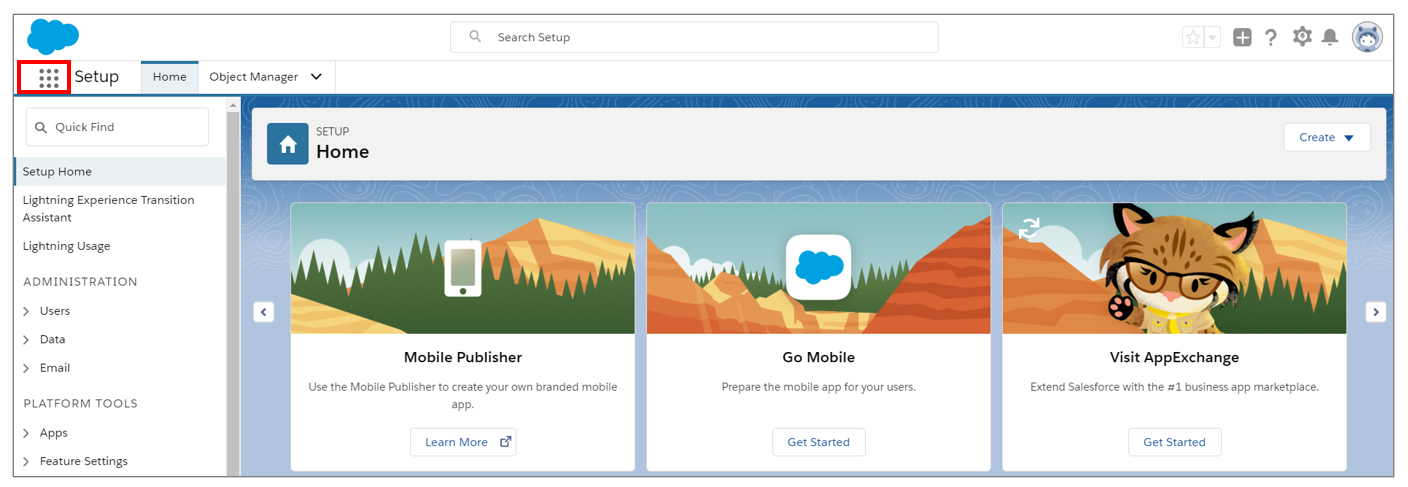 Search Setup
Setup
Home
Object Manager
Quick Find
Setup Home
Lightning Experience Transition
Assistant
Lightning Usage
ADMINISTRATION
Users
Data
Email
PLATFORM TOOLS
Apps
Feature Settings
SETUP
Home
Create
Mobile Publisher
Use the Mobile Publisher to create your own branded mobile
app.
Learn More
Go Mobile
Prepare the mobile app for your users.
Get Started
Visit AppExchange
Extend Salesforce with the #1 business app marketplace.
Get Started